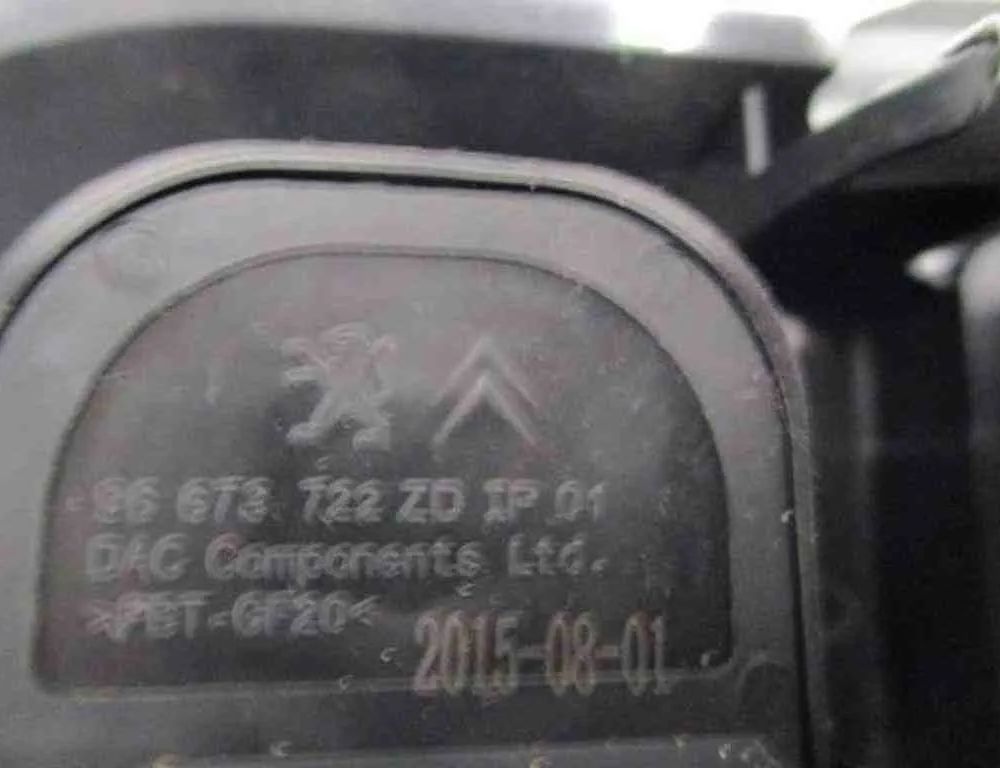 96 673 722 ZD IP 01
DAC Components Ltd.
>PBT-GF20<
2015-08-01